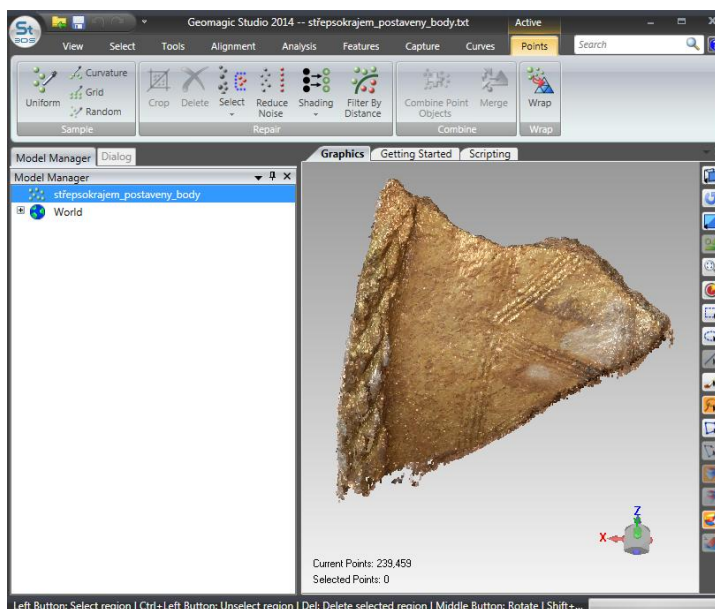 St
3DS
Geomagic Studio 2014 -- střepsokrajem_postaveny_body.txt
Active
View
Select
Tools
Alignment
Analysis
Features
Capture
Curves
Points
Search
Uniform
Curvature
Grid
Random
Sample
Crop
Delete
Select
Reduce
Noise
Shading
Filter By
Distance
Repair
Combine Point
Objects
Merge
Combine
Wrap
Wrap
Model Manager
Dialog
Model Manager
střepsokrajem_postaveny_body
World
Graphics
Getting Started
Scripting
Z
X
Current Points: 239,459
Selected Points: 0
Left Button: Select region | Ctrl+Left Button: Unselect region | Del: Delete selected region | Middle Button: Rotate | Shift+...